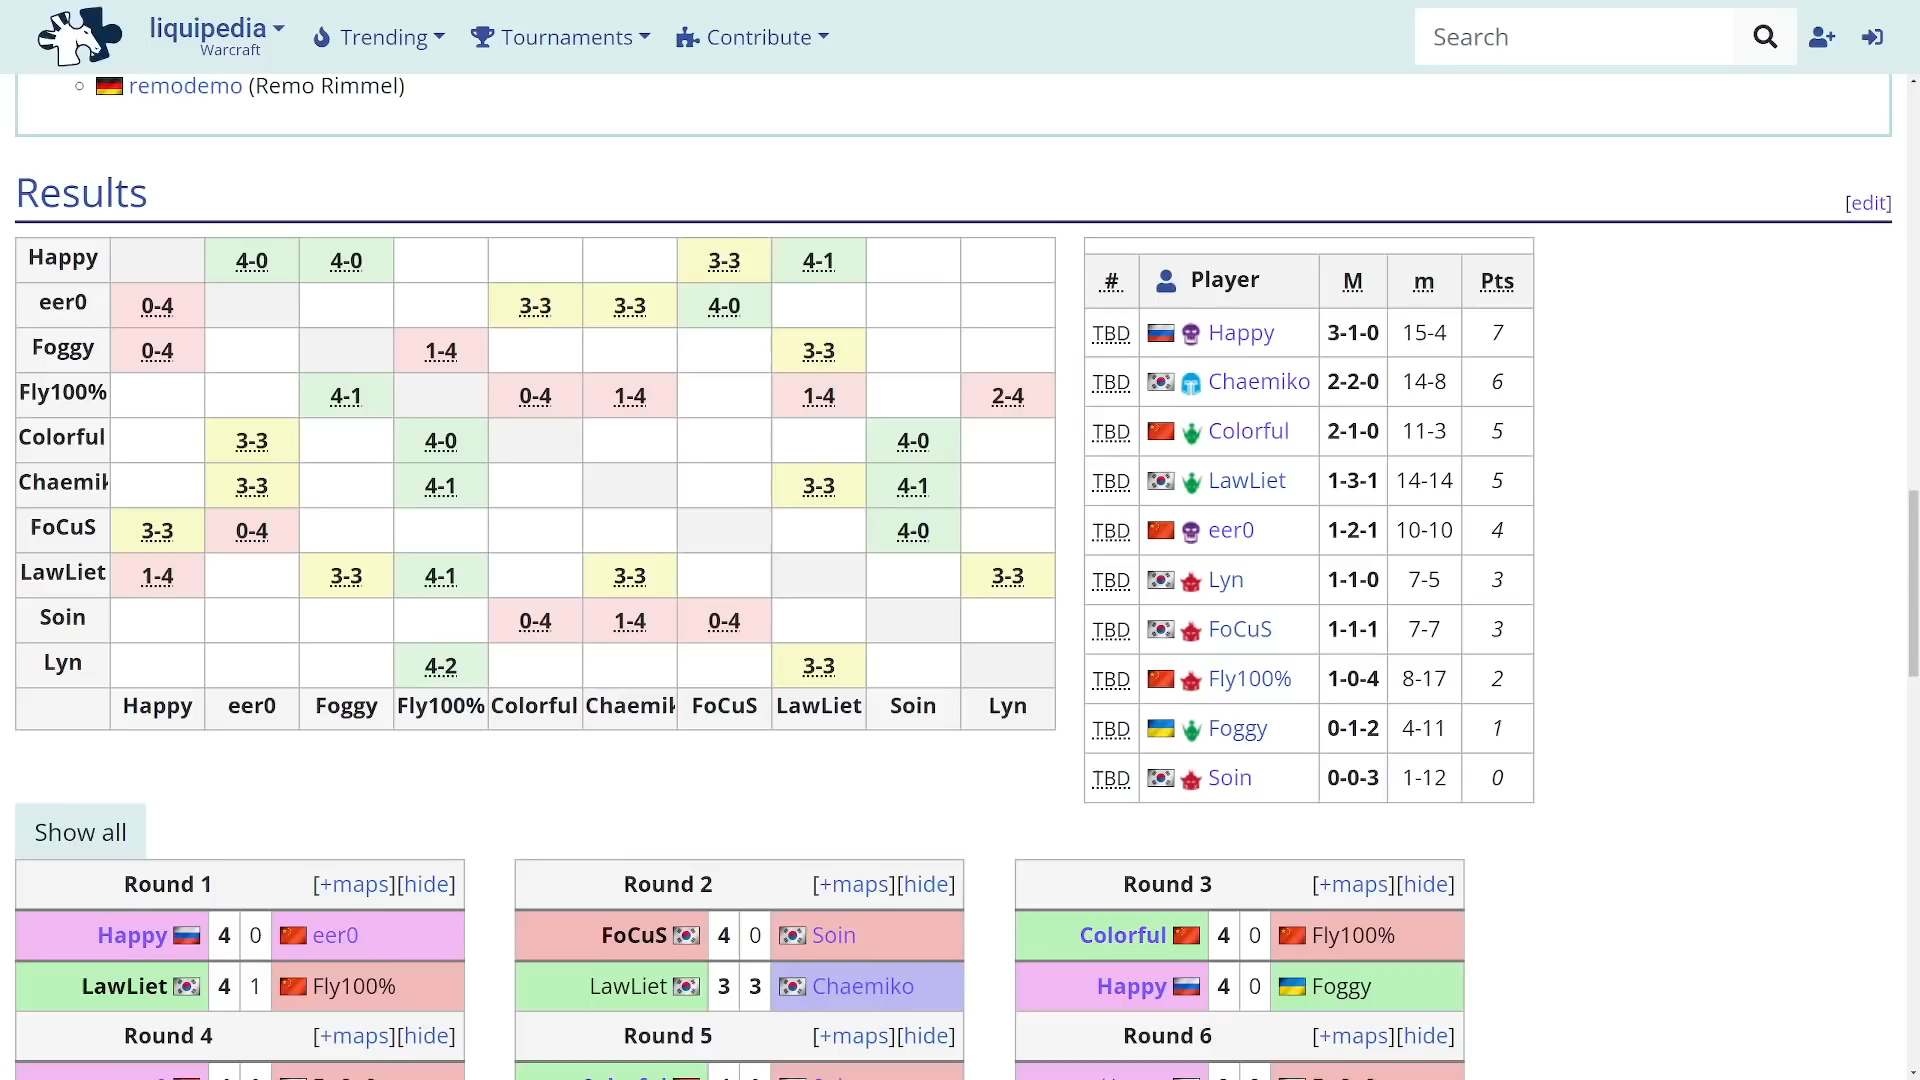 liquipedia
Warcraft
Trending
Tournaments
Contribute
Search
remodemo (Remo Rimmel)
Results
[edit]
Happy 4-0 4-0 3-3 4-1
eer0 0-4 3-3 3-3 4-0
Foggy 0-4 1-4 3-3
Fly100% 4-1 0-4 1-4 1-4 2-4
Colorful 3-3 4-0 4-0
Chaemik 3-3 4-1 3-3 4-1
FoCuS 3-3 0-4 4-0
LawLiet 1-4 3-3 4-1 3-3 3-3
Soin 0-4 1-4 0-4
Lyn 4-2 3-3
Happy eer0 Foggy Fly100% Colorful Chaemik FoCuS LawLiet Soin Lyn
# Player M m Pts
TBD Happy 3-1-0 15-4 7
TBD Chaemiko 2-2-0 14-8 6
TBD Colorful 2-1-0 11-3 5
TBD LawLiet 1-3-1 14-14 5
TBD eer0 1-2-1 10-10 4
TBD Lyn 1-1-0 7-5 3
TBD FoCuS 1-1-1 7-7 3
TBD Fly100% 1-0-4 8-17 2
TBD Foggy 0-1-2 4-11 1
TBD Soin 0-0-3 1-12 0
Show all
Round 1 [+maps][hide]
Happy 4 0 eer0
LawLiet 4 1 Fly100%
Round 2 [+maps][hide]
FoCuS 4 0 Soin
LawLiet 3 3 Chaemiko
Round 3 [+maps][hide]
Colorful 4 0 Fly100%
Happy 4 0 Foggy
Round 4 [+maps][hide]
Round 5 [+maps][hide]
Round 6 [+maps][hide]